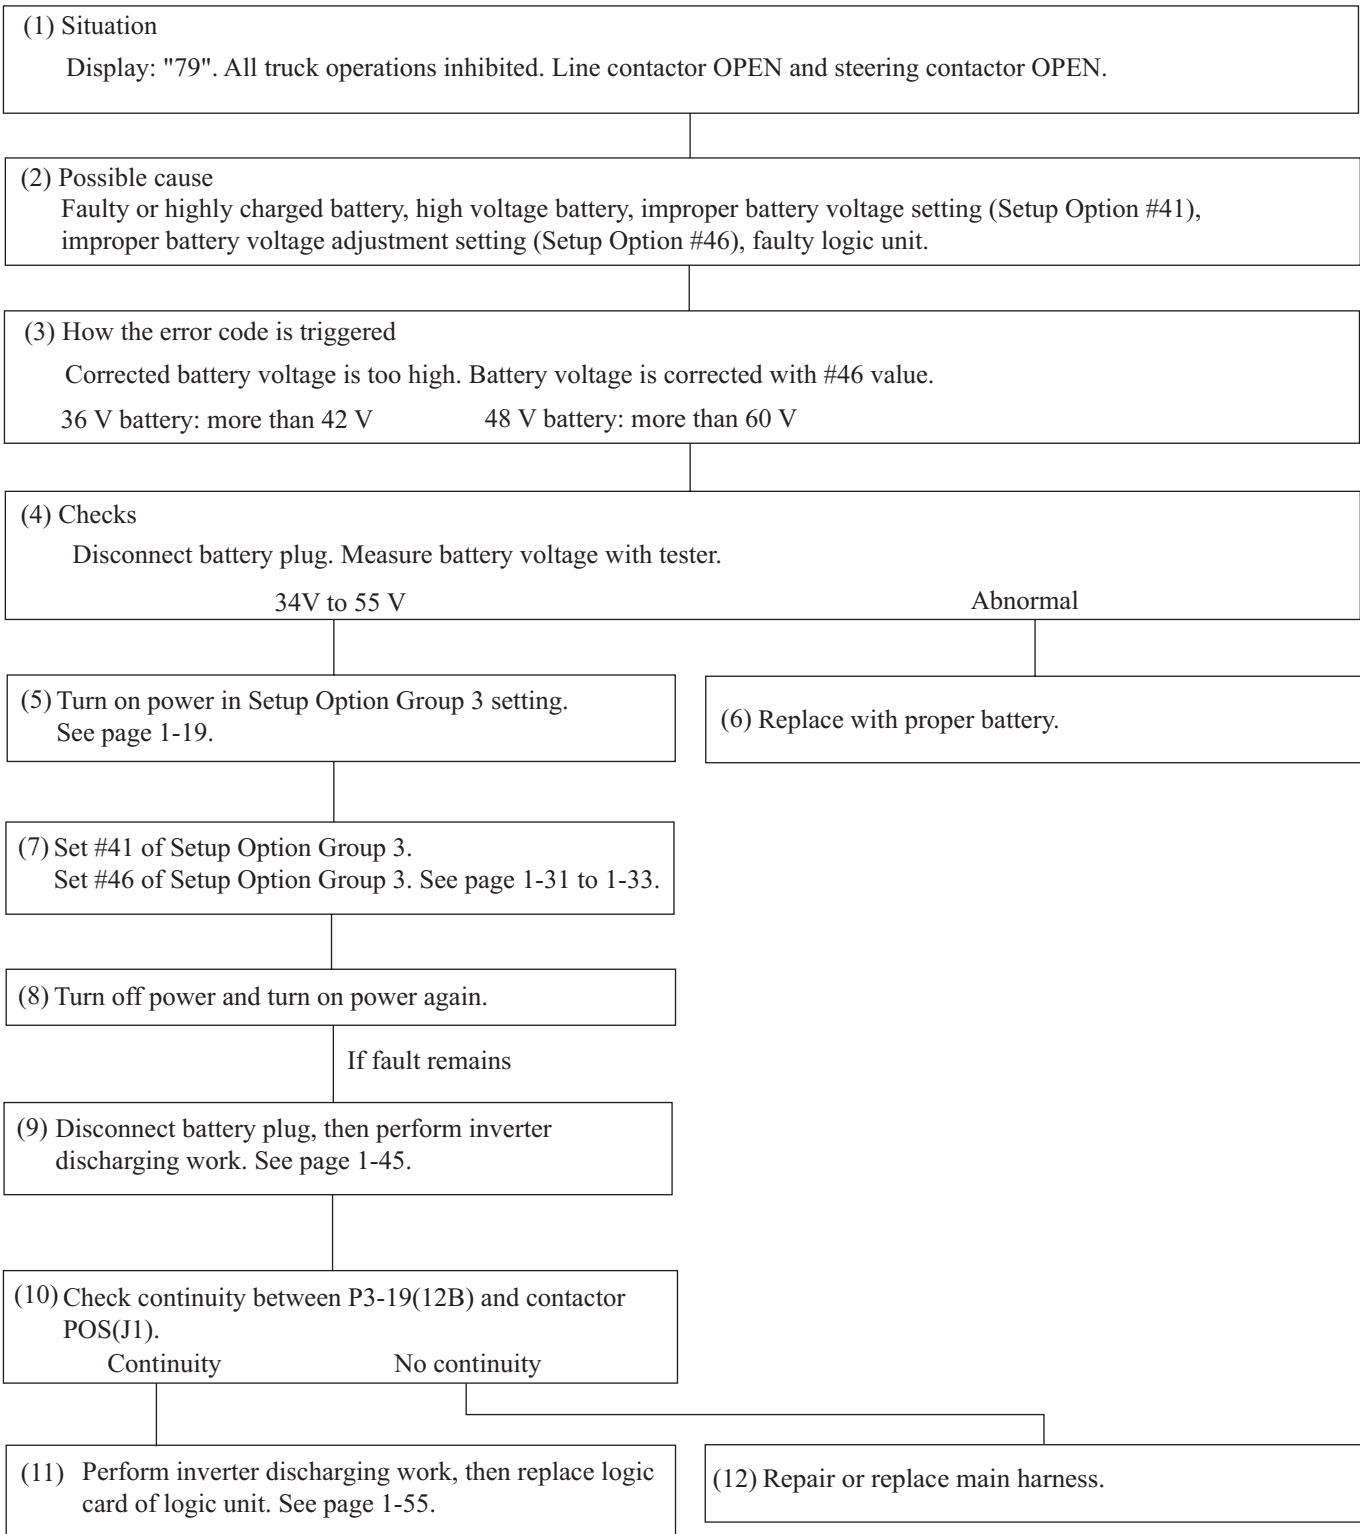 (1) Situation
Display: "79". All truck operations inhibited. Line contactor OPEN and steering contactor OPEN.
(2) Possible cause
Faulty or highly charged battery, high voltage battery, improper battery voltage setting (Setup Option #41),
improper battery voltage adjustment setting (Setup Option #46), faulty logic unit.
(3) How the error code is triggered
Corrected battery voltage is too high. Battery voltage is corrected with #46 value.
36 V battery: more than 42 V 48 V battery: more than 60 V
(4) Checks
Disconnect battery plug. Measure battery voltage with tester.
34V to 55 V Abnormal
(5) Turn on power in Setup Option Group 3 setting.
See page 1-19.
(6) Replace with proper battery.
(7) Set #41 of Setup Option Group 3.
Set #46 of Setup Option Group 3. See page 1-31 to 1-33.
(8) Turn off power and turn on power again.
If fault remains
(9) Disconnect battery plug, then perform inverter
discharging work. See page 1-45.
(10) Check continuity between P3-19(12B) and contactor
POS(J1).
Continuity No continuity
(11) Perform inverter discharging work, then replace logic
card of logic unit. See page 1-55.
(12) Repair or replace main harness.